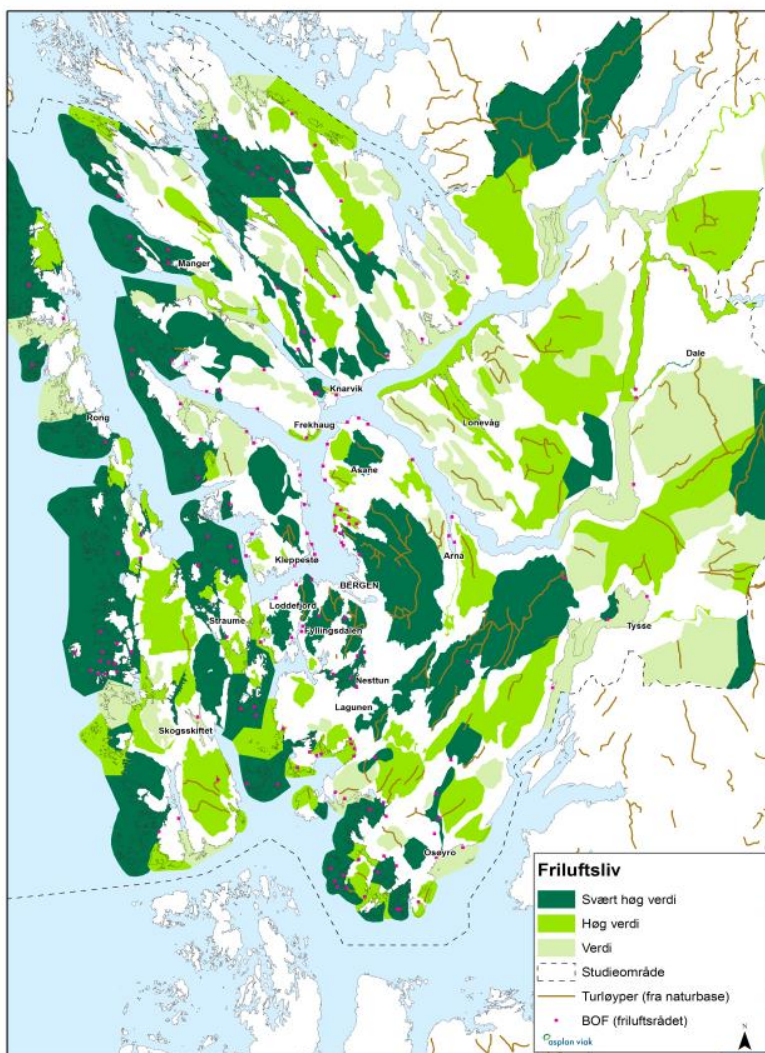 Manger
Dale
Knarvik
Rong
Frekhaug
Lonevåg
Åsane
Kleppestø
Arna
BERGEN
Loddefjord
Straume
Fyllingsdalen
Tysse
Nesttun
Lagunen
Skogsskiftet
Osøyro
Friluftsliv
Svært høg verdi
Høg verdi
Verdi
Studieområde
Turløyper (fra naturbase)
BOF (friluftsrådet)
asplan viak
N